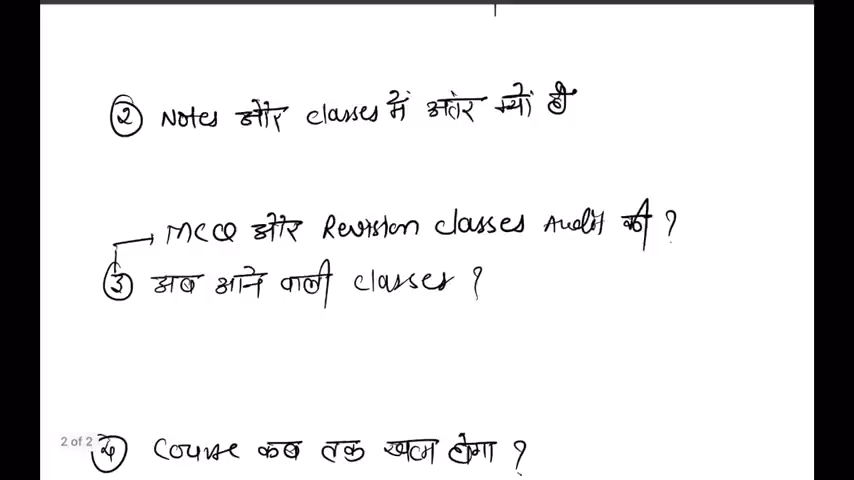 ② Notes और classes में अंतर क्यों है
→ MCQ और Revision classes Audit की ?
③ अब आने वाली classes ?
2 of 2
④ Course कब तक खत्म होगा ?